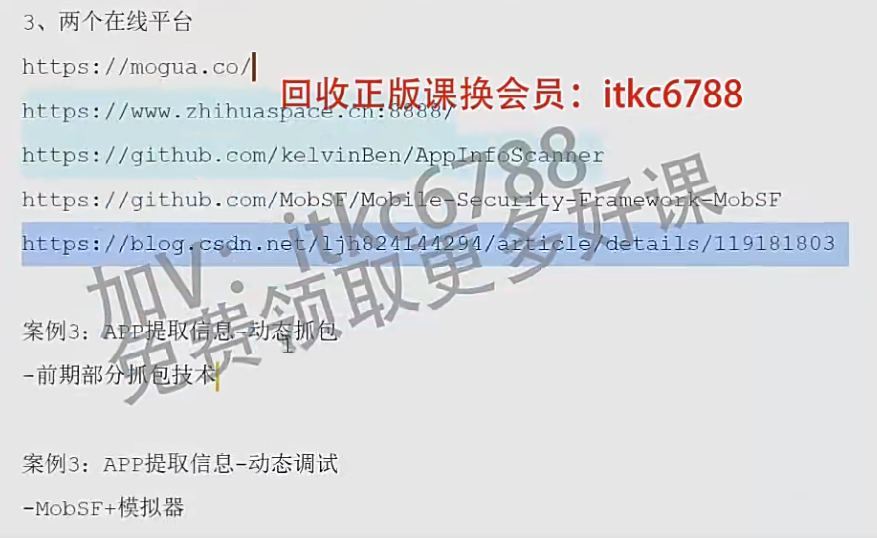 3、两个在线平台
https://mogua.co/
回收正版课换会员：itkc6788
https://www.zhihuaspace.cn:8888/
https://github.com/kelvinBen/AppInfoScanner
https://github.com/MobSF/Mobile-Security-Framework-MobSF
https://blog.csdn.net/ljh824144294/article/details/119181803
加V：itkc6788
免费领取更多好课
案例3：APP提取信息-动态抓包
-前期部分抓包技术
案例3：APP提取信息-动态调试
-MobSF+模拟器